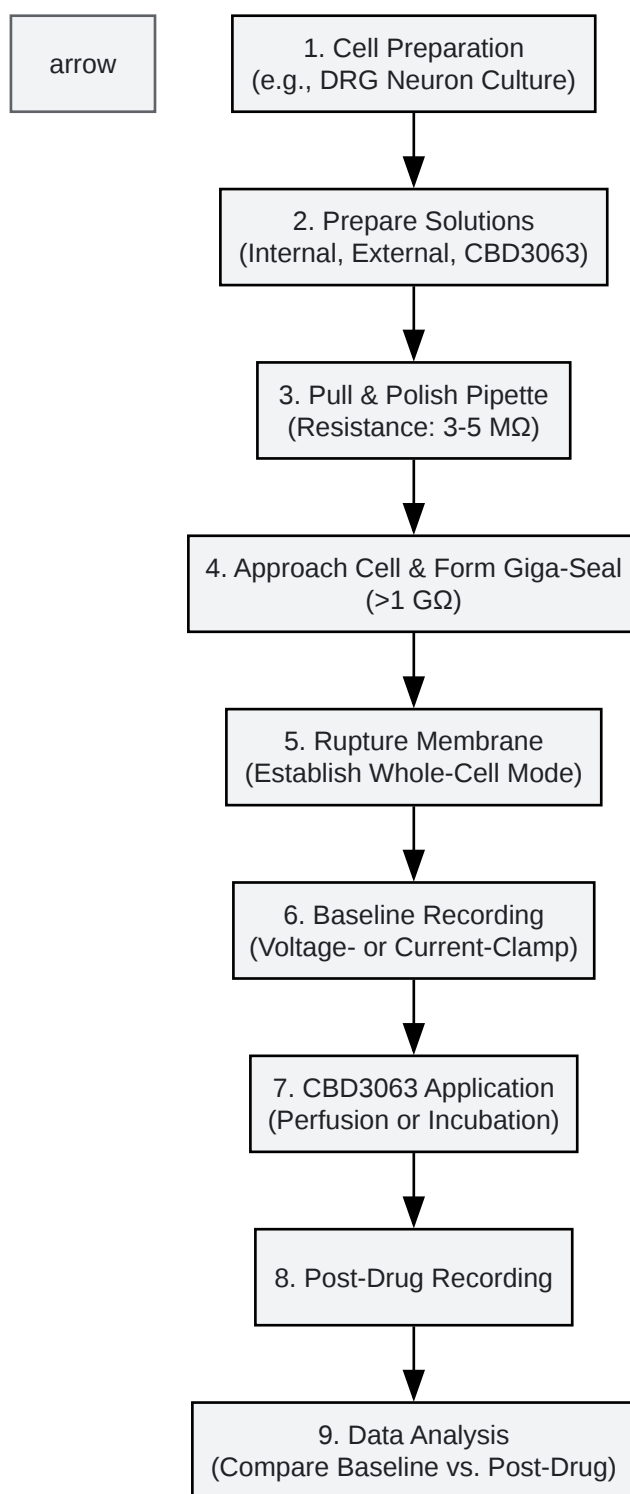 arrow
1. Cell Preparation
(e.g., DRG Neuron Culture)
2. Prepare Solutions
(Internal, External, CBD3063)
3. Pull & Polish Pipette
(Resistance: 3-5 MΩ)
4. Approach Cell & Form Giga-Seal
(>1 GΩ)
5. Rupture Membrane
(Establish Whole-Cell Mode)
6. Baseline Recording
(Voltage- or Current-Clamp)
7. CBD3063 Application
(Perfusion or Incubation)
8. Post-Drug Recording
9. Data Analysis
(Compare Baseline vs. Post-Drug)